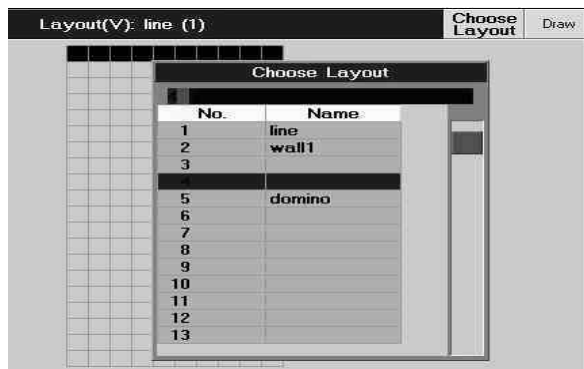 Layout(V): line (1)
Choose Layout
Draw
Choose Layout
4
No. Name
1 line
2 wall1
3
4
5 domino
6
7
8
9
10
11
12
13